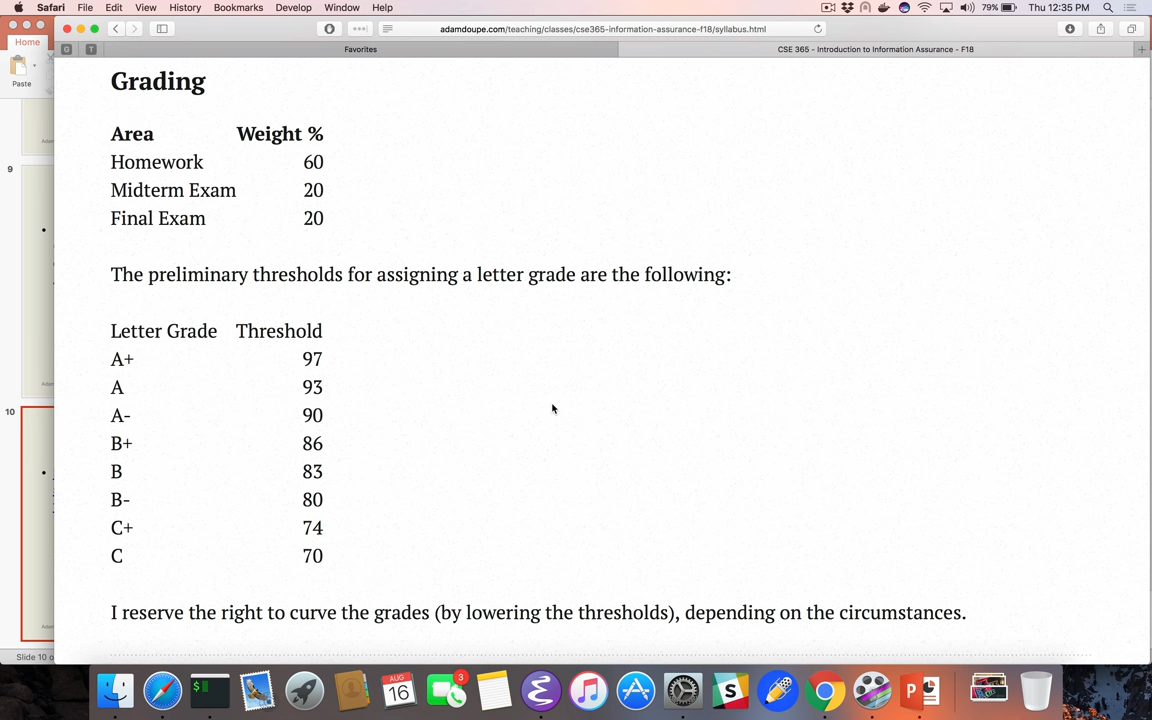 Safari File Edit View History Bookmarks Develop Window Help 79% Thu 12:35 PM
Home
adamdoupe.com/teaching/classes/cse365-information-assurance-f18/syllabus.html
G T Favorites CSE 365 - Introduction to Information Assurance - F18
Paste
Grading
Area Weight %
Homework 60
Midterm Exam 20
Final Exam 20
9
The preliminary thresholds for assigning a letter grade are the following:
Letter Grade Threshold
A+ 97
A 93
A- 90
10
B+ 86
B 83
B- 80
C+ 74
C 70
I reserve the right to curve the grades (by lowering the thresholds), depending on the circumstances.
Slide 10 o
AUG
16
3